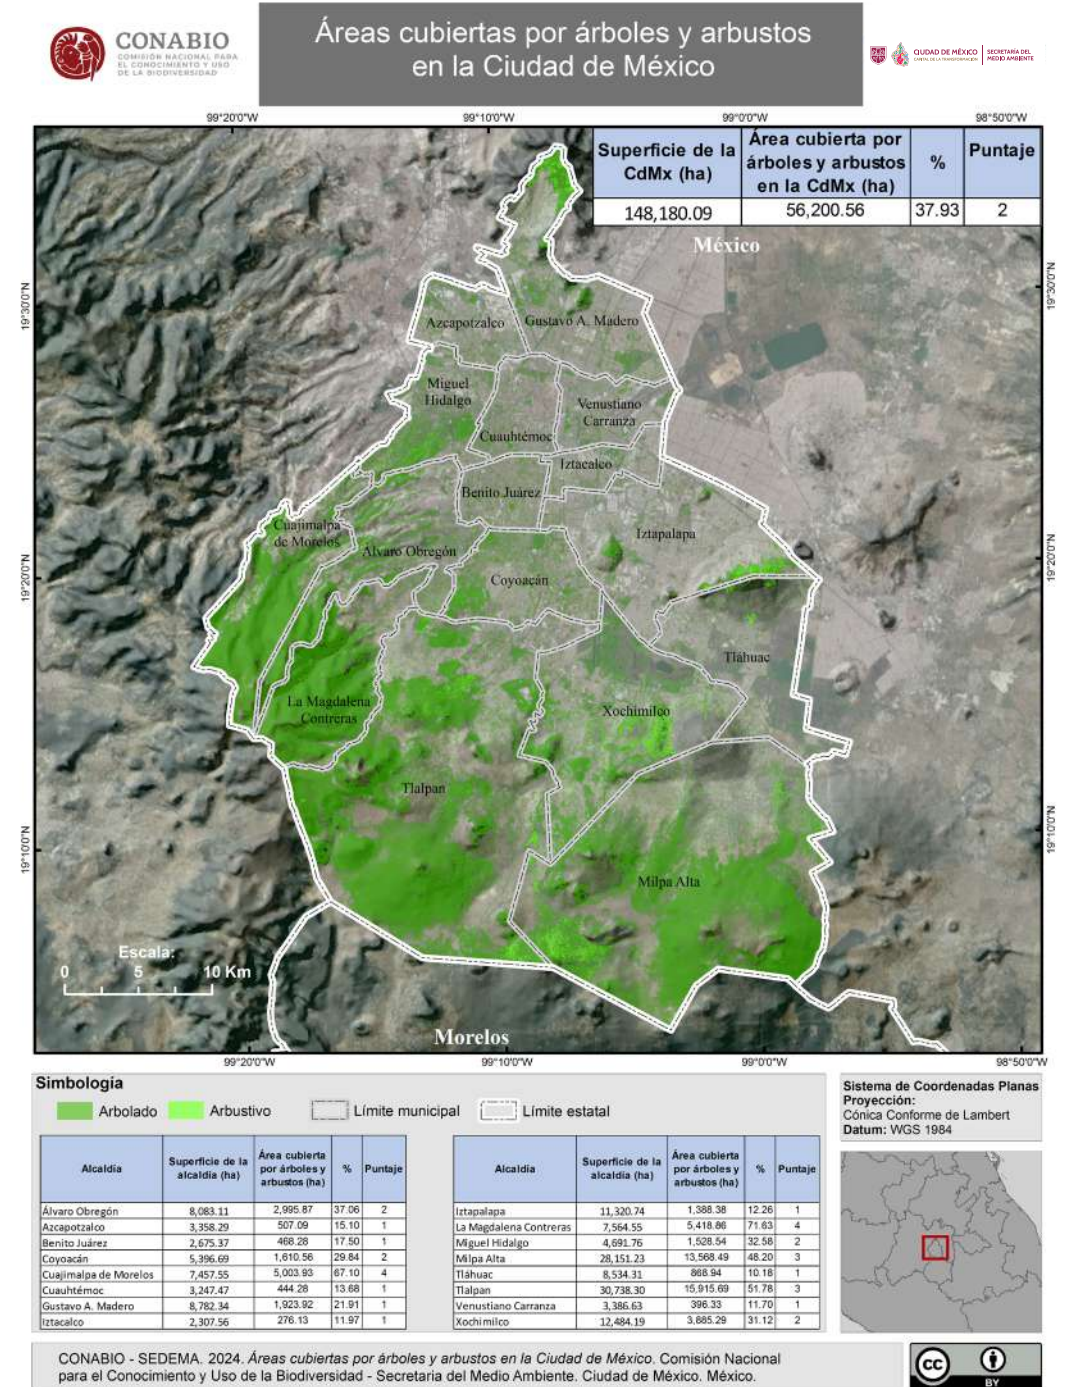 CONABIO
COMISIÓN NACIONAL PARA
EL CONOCIMIENTO Y USO
DE LA BIODIVERSIDAD
Áreas cubiertas por árboles y arbustos
en la Ciudad de México
CIUDAD DE MÉXICO
CAPITAL DE LA TRANSFORMACIÓN
SECRETARÍA DEL
MEDIO AMBIENTE
99°20'0"W 99°10'0"W 99°0'0"W 98°50'0"W
Superficie de la CdMx (ha) Área cubierta por árboles y arbustos en la CdMx (ha) % Puntaje
148,180.09 56,200.56 37.93 2
México
19°30'0"N 19°30'0"N
Azcapotzalco Gustavo A. Madero
Miguel
Hidalgo
Venustiano
Carranza
Cuauhtémoc
Iztacalco
Benito Juárez
Cuajimalpa
de Morelos
Iztapalapa
Álvaro Obregón
19°20'0"N 19°20'0"N
Coyoacán
Tláhuac
La Magdalena
Contreras
Xochimilco
Tlalpan
19°10'0"N 19°10'0"N
Milpa Alta
Escala:
0 5 10 Km
Morelos
99°20'0"W 99°10'0"W 99°0'0"W 98°50'0"W
Simbología
Arbolado Arbustivo Límite municipal Límite estatal
Sistema de Coordenadas Planas
Proyección:
Cónica Conforme de Lambert
Datum: WGS 1984
Alcaldía Superficie de la alcaldía (ha) Área cubierta por árboles y arbustos (ha) % Puntaje
Álvaro Obregón 8,083.11 2,995.87 37.06 2
Azcapotzalco 3,358.29 507.09 15.10 1
Benito Juárez 2,675.37 468.28 17.50 1
Coyoacán 5,396.69 1,610.56 29.84 2
Cuajimalpa de Morelos 7,457.55 5,003.93 67.10 4
Cuauhtémoc 3,247.47 444.28 13.68 1
Gustavo A. Madero 8,782.34 1,923.92 21.91 1
Iztacalco 2,307.56 276.13 11.97 1
Alcaldía Superficie de la alcaldía (ha) Área cubierta por árboles y arbustos (ha) % Puntaje
Iztapalapa 11,320.74 1,388.38 12.26 1
La Magdalena Contreras 7,564.55 5,418.86 71.63 4
Miguel Hidalgo 4,691.76 1,528.54 32.58 2
Milpa Alta 28,151.23 13,568.49 48.20 3
Tláhuac 8,534.31 868.94 10.18 1
Tlalpan 30,738.30 15,915.69 51.78 3
Venustiano Carranza 3,386.63 396.33 11.70 1
Xochimilco 12,484.19 3,885.29 31.12 2
CONABIO - SEDEMA. 2024. Áreas cubiertas por árboles y arbustos en la Ciudad de México. Comisión Nacional
para el Conocimiento y Uso de la Biodiversidad - Secretaria del Medio Ambiente. Ciudad de México. México.
cc
BY